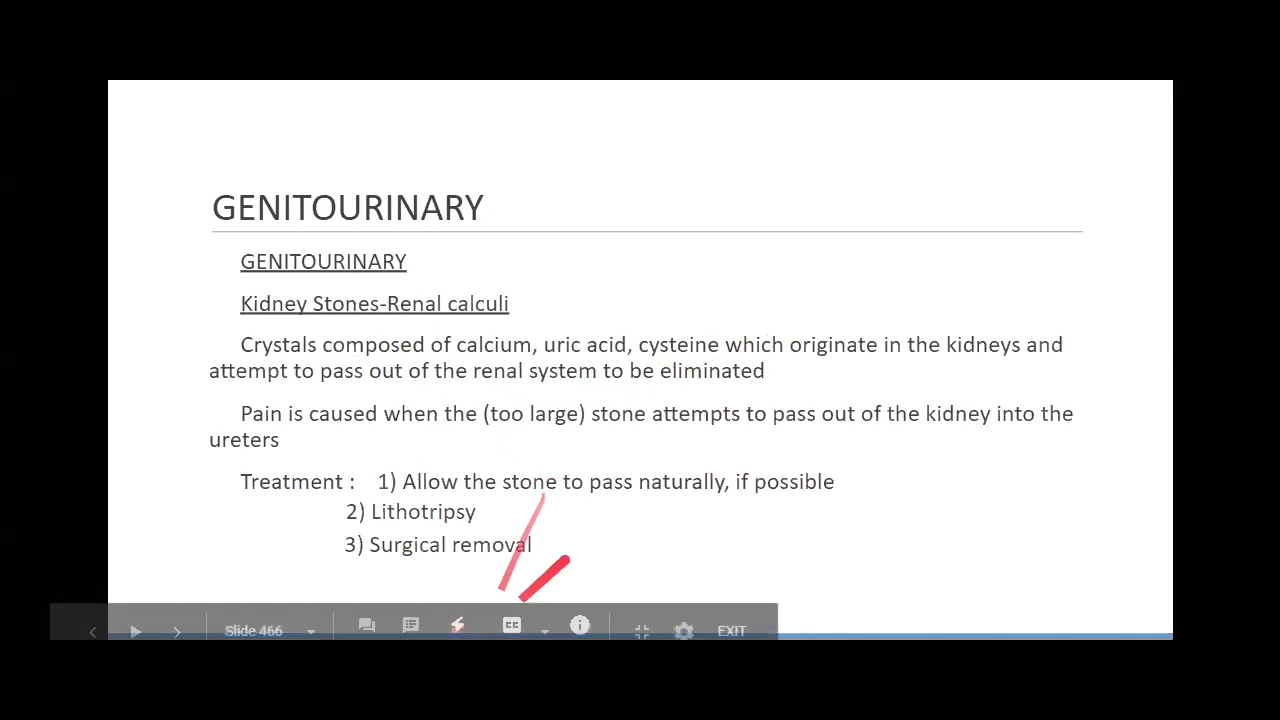 GENITOURINARY
GENITOURINARY
Kidney Stones-Renal calculi
Crystals composed of calcium, uric acid, cysteine which originate in the kidneys and
attempt to pass out of the renal system to be eliminated
Pain is caused when the (too large) stone attempts to pass out of the kidney into the
ureters
Treatment : 1) Allow the stone to pass naturally, if possible
2) Lithotripsy
3) Surgical removal
Slide 466 CC EXIT